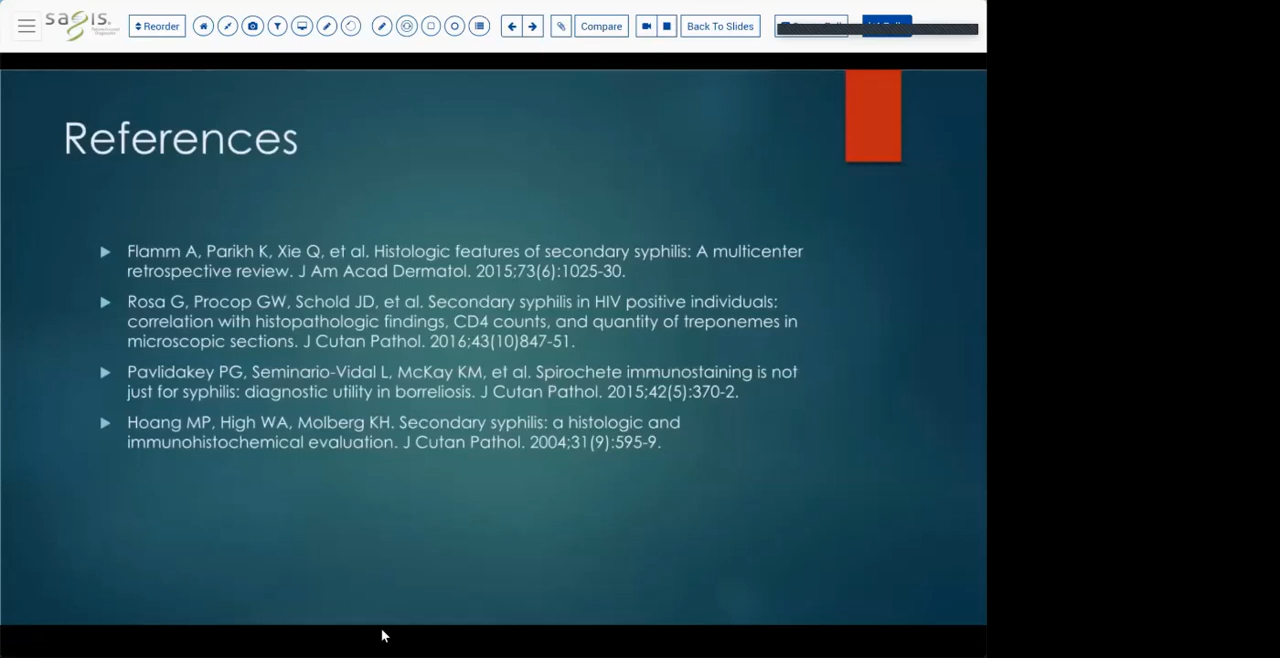 sagis
Reorder
Compare
Back To Slides
References
Flamm A, Parikh K, Xie Q, et al. Histologic features of secondary syphilis: A multicenter
retrospective review. J Am Acad Dermatol. 2015;73(6):1025-30.
Rosa G, Procop GW, Schold JD, et al. Secondary syphilis in HIV positive individuals:
correlation with histopathologic findings, CD4 counts, and quantity of treponemes in
microscopic sections. J Cutan Pathol. 2016;43(10)847-51.
Pavlidakey PG, Seminario-Vidal L, McKay KM, et al. Spirochete immunostaining is not
just for syphilis: diagnostic utility in borreliosis. J Cutan Pathol. 2015;42(5):370-2.
Hoang MP, High WA, Molberg KH. Secondary syphilis: a histologic and
immunohistochemical evaluation. J Cutan Pathol. 2004;31(9):595-9.